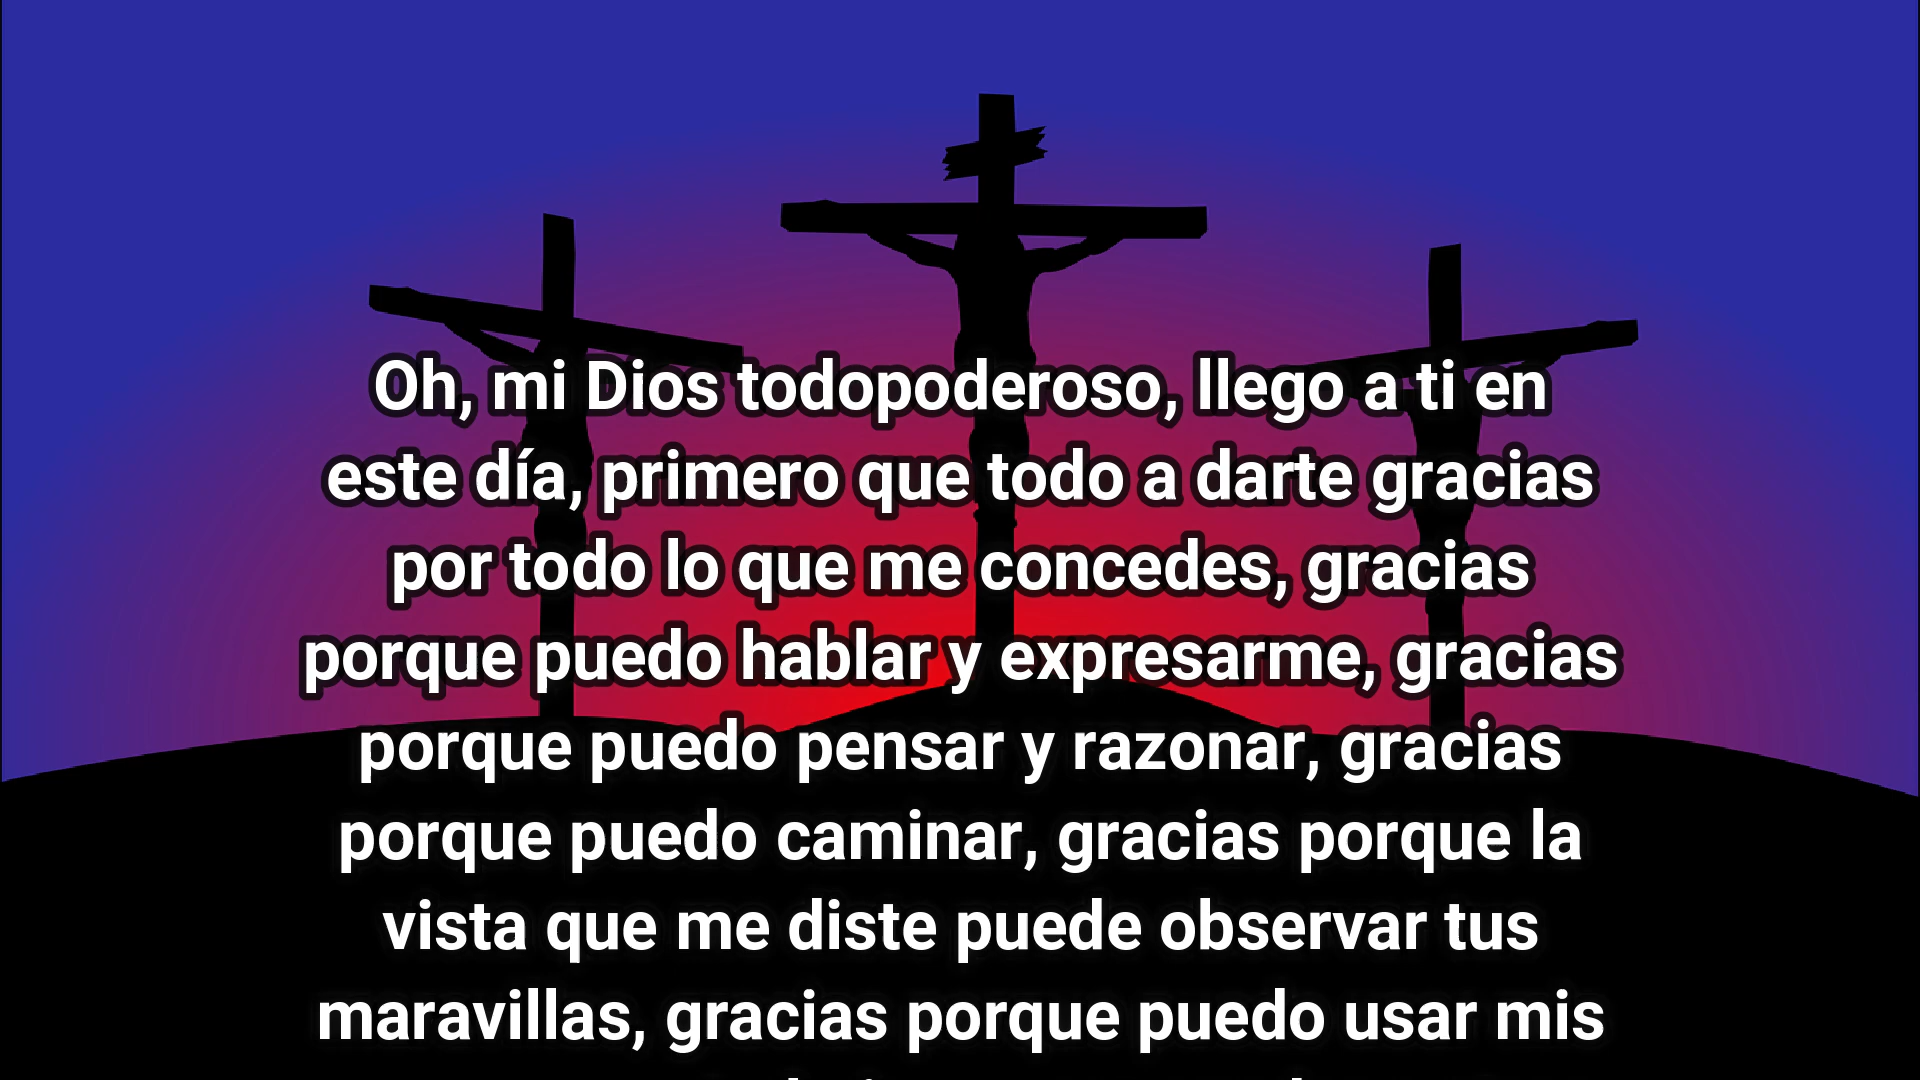 Oh, mi Dios todopoderoso, llego a ti en
este día, primero que todo a darte gracias
por todo lo que me concedes, gracias
porque puedo hablar y expresarme, gracias
porque puedo pensar y razonar, gracias
porque puedo caminar, gracias porque la
vista que me diste puede observar tus
maravillas, gracias porque puedo usar mis